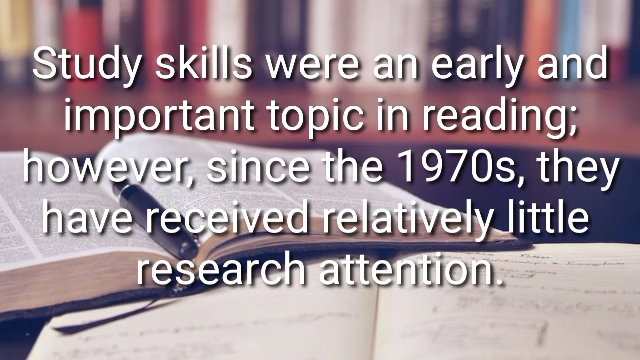 Study skills were an early and
important topic in reading;
however, since the 1970s, they
have received relatively little
research attention.